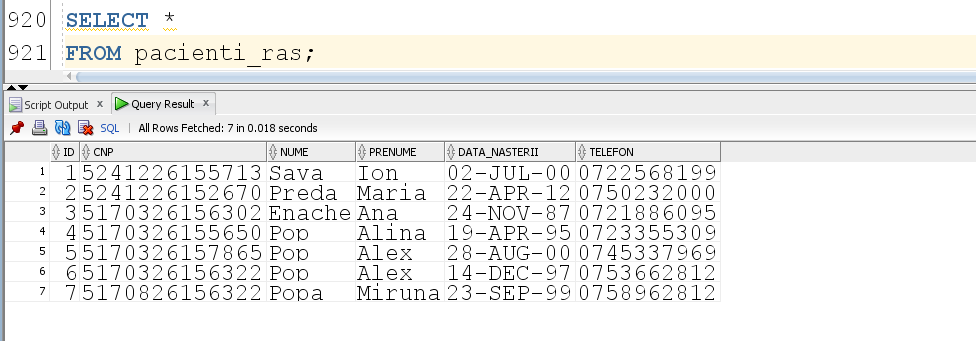 920 SELECT *
921 FROM pacienti_ras;
Script Output x Query Result x
SQL | All Rows Fetched: 7 in 0.018 seconds
ID CNP NUME PRENUME DATA_NASTERII TELEFON
1 1 5241226155713 Sava Ion 02-JUL-00 0722568199
2 2 5241226152670 Preda Maria 22-APR-12 0750232000
3 3 5170326156302 Enache Ana 24-NOV-87 0721886095
4 4 5170326155650 Pop Alina 19-APR-95 0723355309
5 5 5170326157865 Pop Alex 28-AUG-00 0745337969
6 6 5170326156322 Pop Alex 14-DEC-97 0753662812
7 7 5170826156322 Popa Miruna 23-SEP-99 0758962812